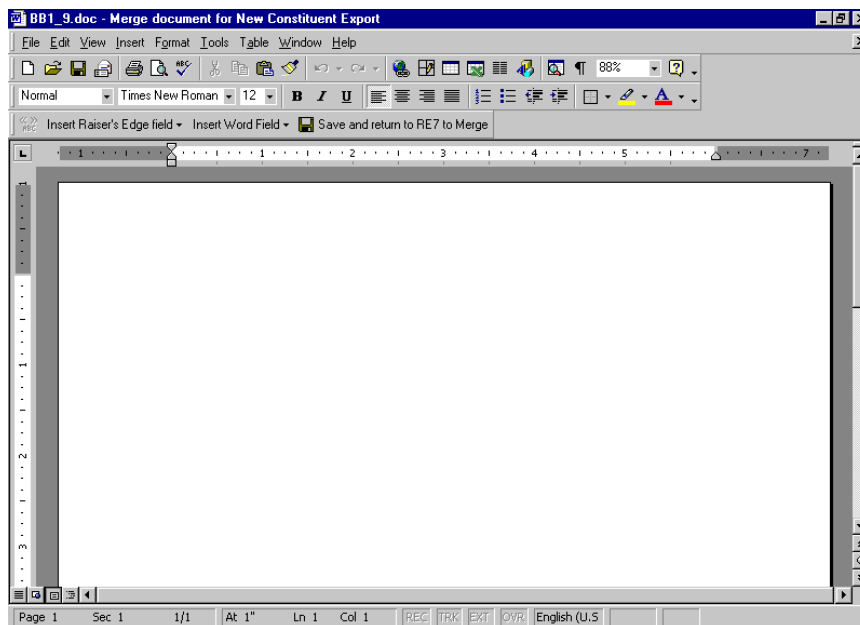 BB1_9.doc - Merge document for New Constituent Export
File Edit View Insert Format Tools Table Window Help
ABC 88%
Normal Times New Roman 12 B I U A
ABC Insert Raiser's Edge field Insert Word Field Save and return to RE7 to Merge
1 1 2 3 4 5 7
1
1
2
3
Page 1 Sec 1 1/1 At 1" Ln 1 Col 1 REC TRK EXT OVR English (U.S